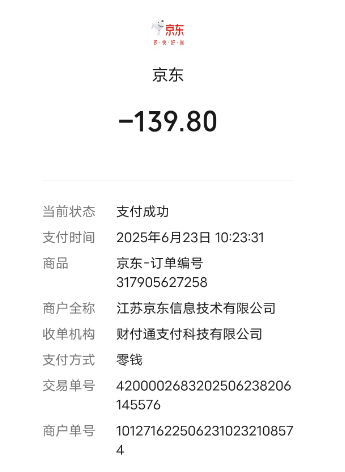 京东
京东
-139.80
当前状态 支付成功
支付时间 2025年6月23日 10:23:31
商品 京东-订单编号
317905627258
商户全称 江苏京东信息技术有限公司
收单机构 财付通支付科技有限公司
支付方式 零钱
交易单号 4200002683202506238206
145576
商户单号 1012716225062310232108574
4